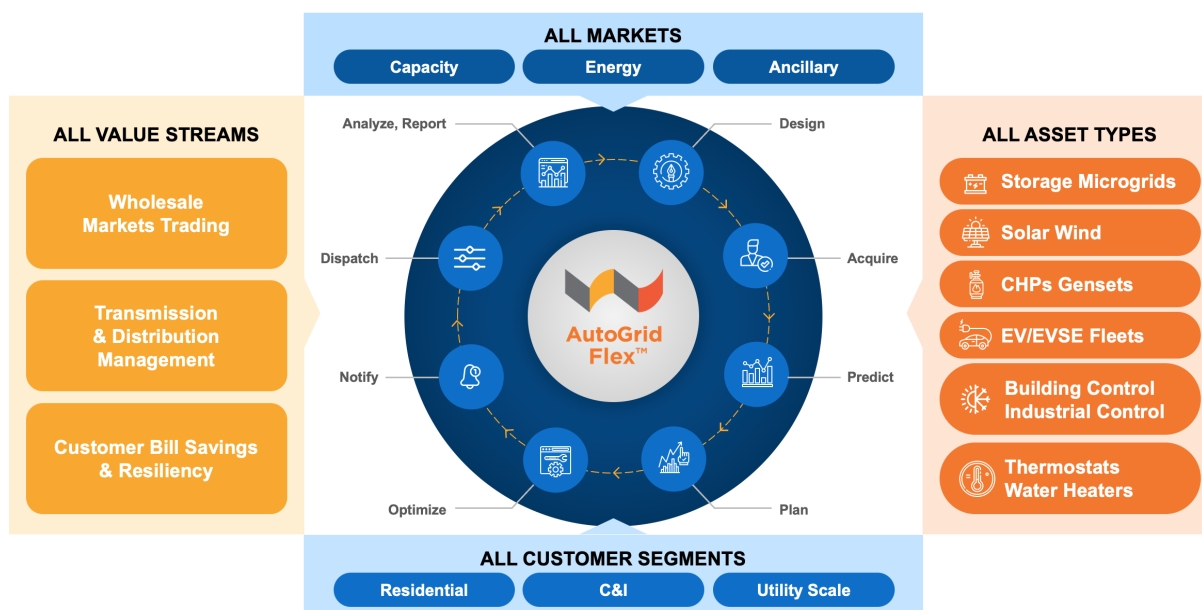 ALL MARKETS
Capacity
Energy
Ancillary
ALL VALUE STREAMS
Wholesale
Markets Trading
Transmission
& Distribution
Management
Customer Bill Savings
& Resiliency
Analyze, Report
Design
Dispatch
Acquire
AutoGrid
Flex™
Notify
Predict
Optimize
Plan
ALL ASSET TYPES
Storage Microgrids
Solar Wind
CHPs Gensets
EV/EVSE Fleets
Building Control
Industrial Control
Thermostats
Water Heaters
ALL CUSTOMER SEGMENTS
Residential
C&I
Utility Scale